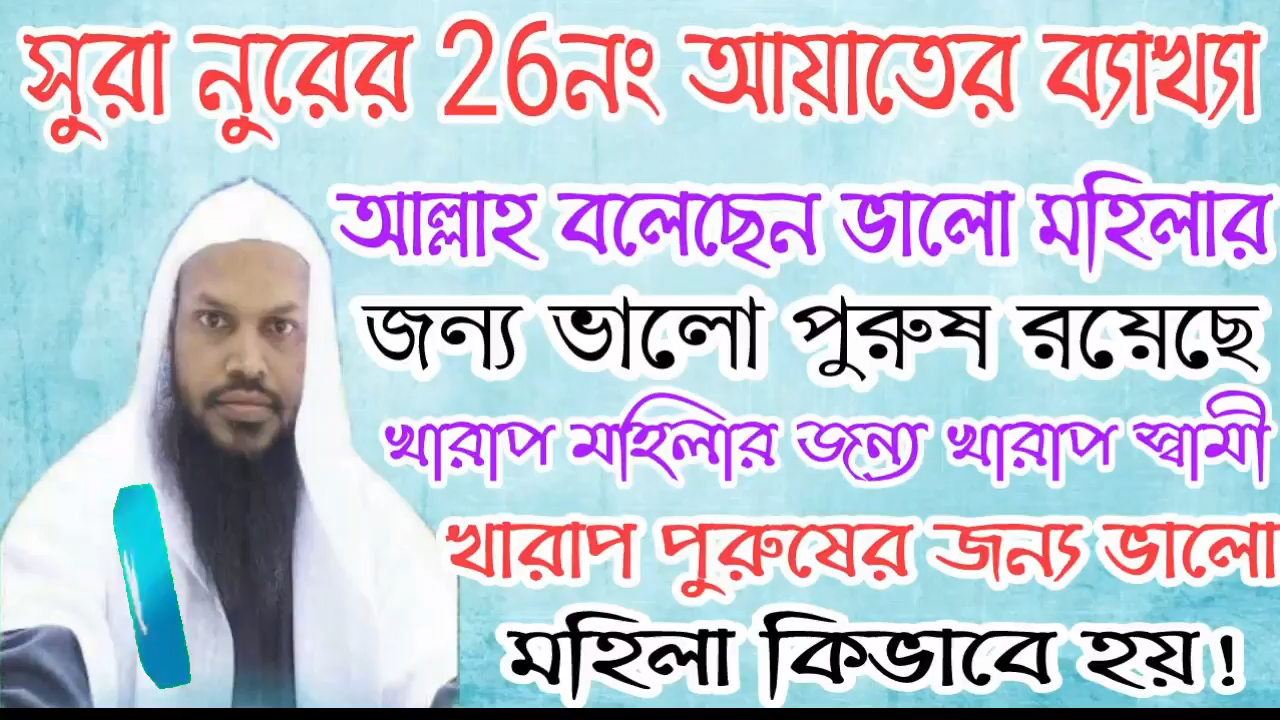 সুরা নুরের 26নং আয়াতের ব্যাখ্যা
আল্লাহ বলেছেন ভালো মহিলার
জন্য ভালো পুরুষ রয়েছে
খারাপ মহিলার জন্য খারাপ স্বামী
খারাপ পুরুষের জন্য ভালো
মহিলা কিভাবে হয়!